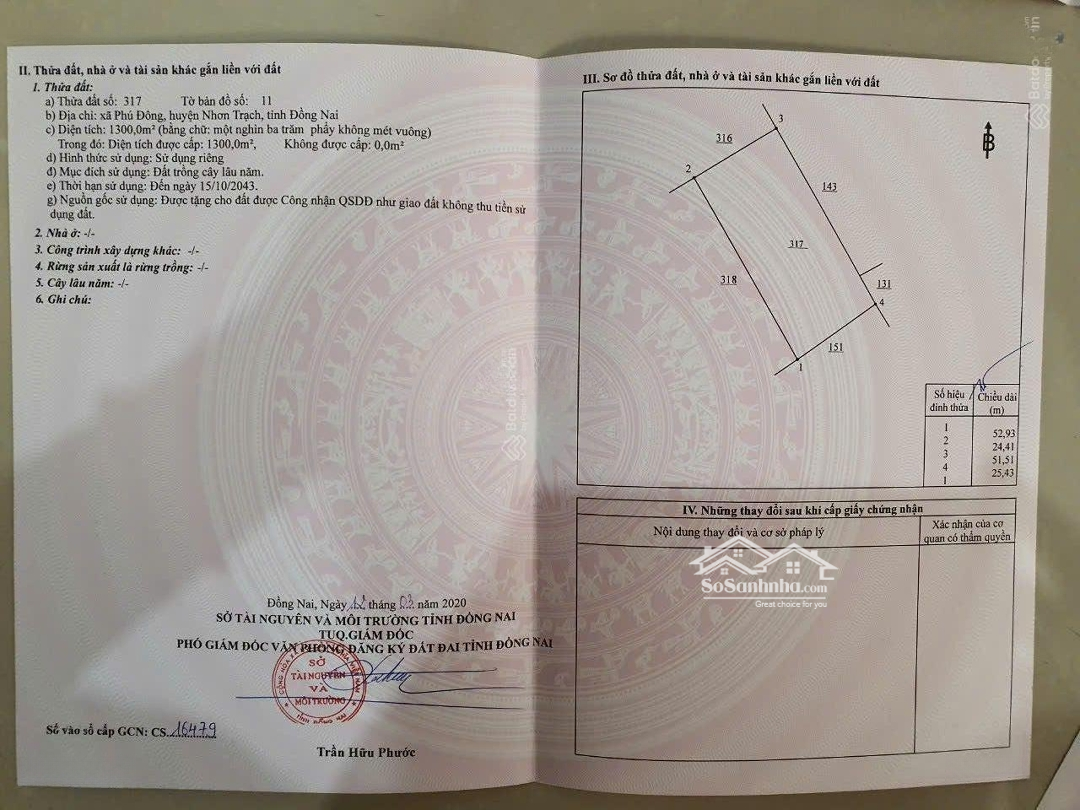 II. Thửa đất, nhà ở và tài sản khác gắn liền với đất
1. Thửa đất:
a) Thửa đất số: 317 Tờ bản đồ số: 11
b) Địa chỉ: xã Phú Đông, huyện Nhơn Trạch, tỉnh Đồng Nai
c) Diện tích: 1300,0m² (bằng chữ: một nghìn ba trăm phẩy không mét vuông)
Trong đó: Diện tích được cấp: 1300,0m², Không được cấp: 0,0m²
d) Hình thức sử dụng: Sử dụng riêng
đ) Mục đích sử dụng: Đất trồng cây lâu năm.
e) Thời hạn sử dụng: Đến ngày 15/10/2043.
g) Nguồn gốc sử dụng: Được tặng cho đất được Công nhận QSDĐ như giao đất không thu tiền sử
dụng đất.
2. Nhà ở: -/-
3. Công trình xây dựng khác: -/-
4. Rừng sản xuất là rừng trồng: -/-
5. Cây lâu năm: -/-
6. Ghi chú:
Đồng Nai, Ngày 12 tháng 03 năm 2020
SỞ TÀI NGUYÊN VÀ MÔI TRƯỜNG TỈNH ĐỒNG NAI
TUQ.GIÁM ĐỐC
PHÓ GIÁM ĐỐC VĂN PHÒNG ĐĂNG KÝ ĐẤT ĐAI TỈNH ĐỒNG NAI
SỞ
TÀI NGUYÊN
VÀ
MÔI TRƯỜNG
TỈNH ĐỒNG NAI
Số vào sổ cấp GCN: CS.16479
Trần Hữu Phước
III. Sơ đồ thửa đất, nhà ở và tài sản khác gắn liền với đất
3
316
B
2
143
317
318
131
4
151
1
Số hiệu đỉnh thửa
Chiều dài (m)
1
52,93
2
24,41
3
51,51
4
25,43
1
IV. Những thay đổi sau khi cấp giấy chứng nhận
Nội dung thay đổi và cơ sở pháp lý
Xác nhận của cơ
quan có thẩm quyền
SoSanhnha.com
Great choice for you